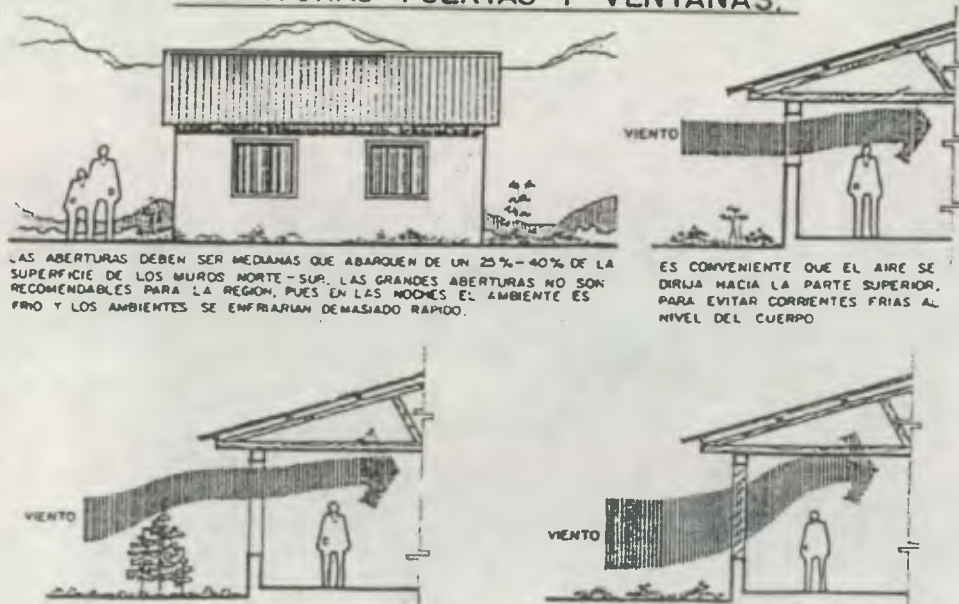 PUERTAS Y VENTANAS.
VIENTO
LAS ABERTURAS DEBEN SER MEDIANAS QUE ABARQUEN DE UN 25%-40% DE LA
SUPERFICIE DE LOS MUROS NORTE-SUR. LAS GRANDES ABERTURAS NO SON
RECOMENDABLES PARA LA REGION, PUES EN LAS NOCHES EL AMBIENTE ES
FRIO Y LOS AMBIENTES SE ENFRIARIAN DEMASIADO RAPIDO.
ES CONVENIENTE QUE EL AIRE SE
DIRIJA HACIA LA PARTE SUPERIOR,
PARA EVITAR CORRIENTES FRIAS AL
NIVEL DEL CUERPO
VIENTO
VIENTO